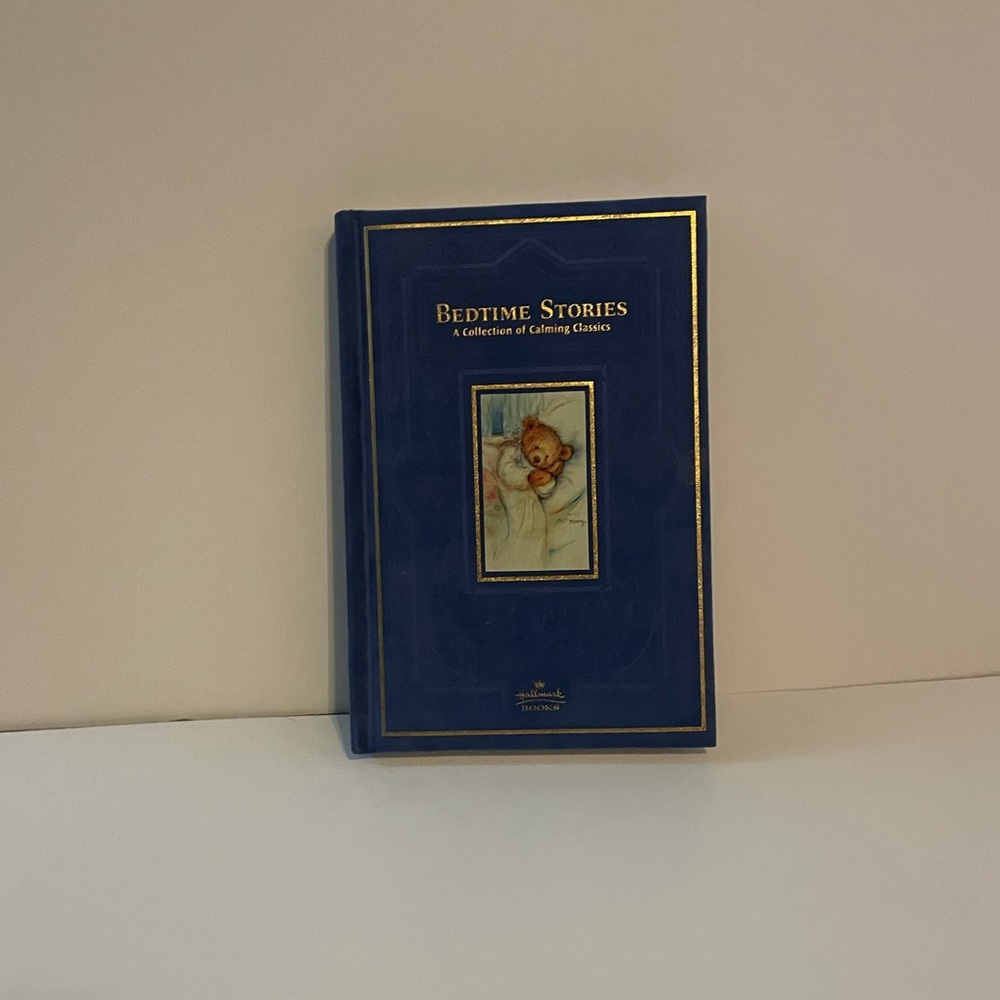 BEDTIME STORIES
A Collection of Calming Classics
Hallmark
BOOKS